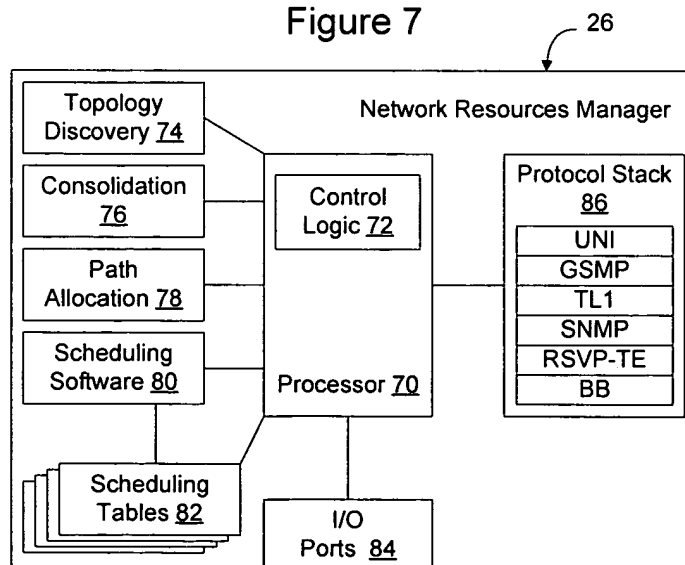 Figure 7
26
Network Resources Manager
Topology
Discovery 74
Consolidation
76
Path
Allocation 78
Scheduling
Software 80
Scheduling
Tables 82
Control
Logic 72
Processor 70
I/O
Ports 84
Protocol Stack
86
UNI
GSMP
TL1
SNMP
RSVP-TE
BB